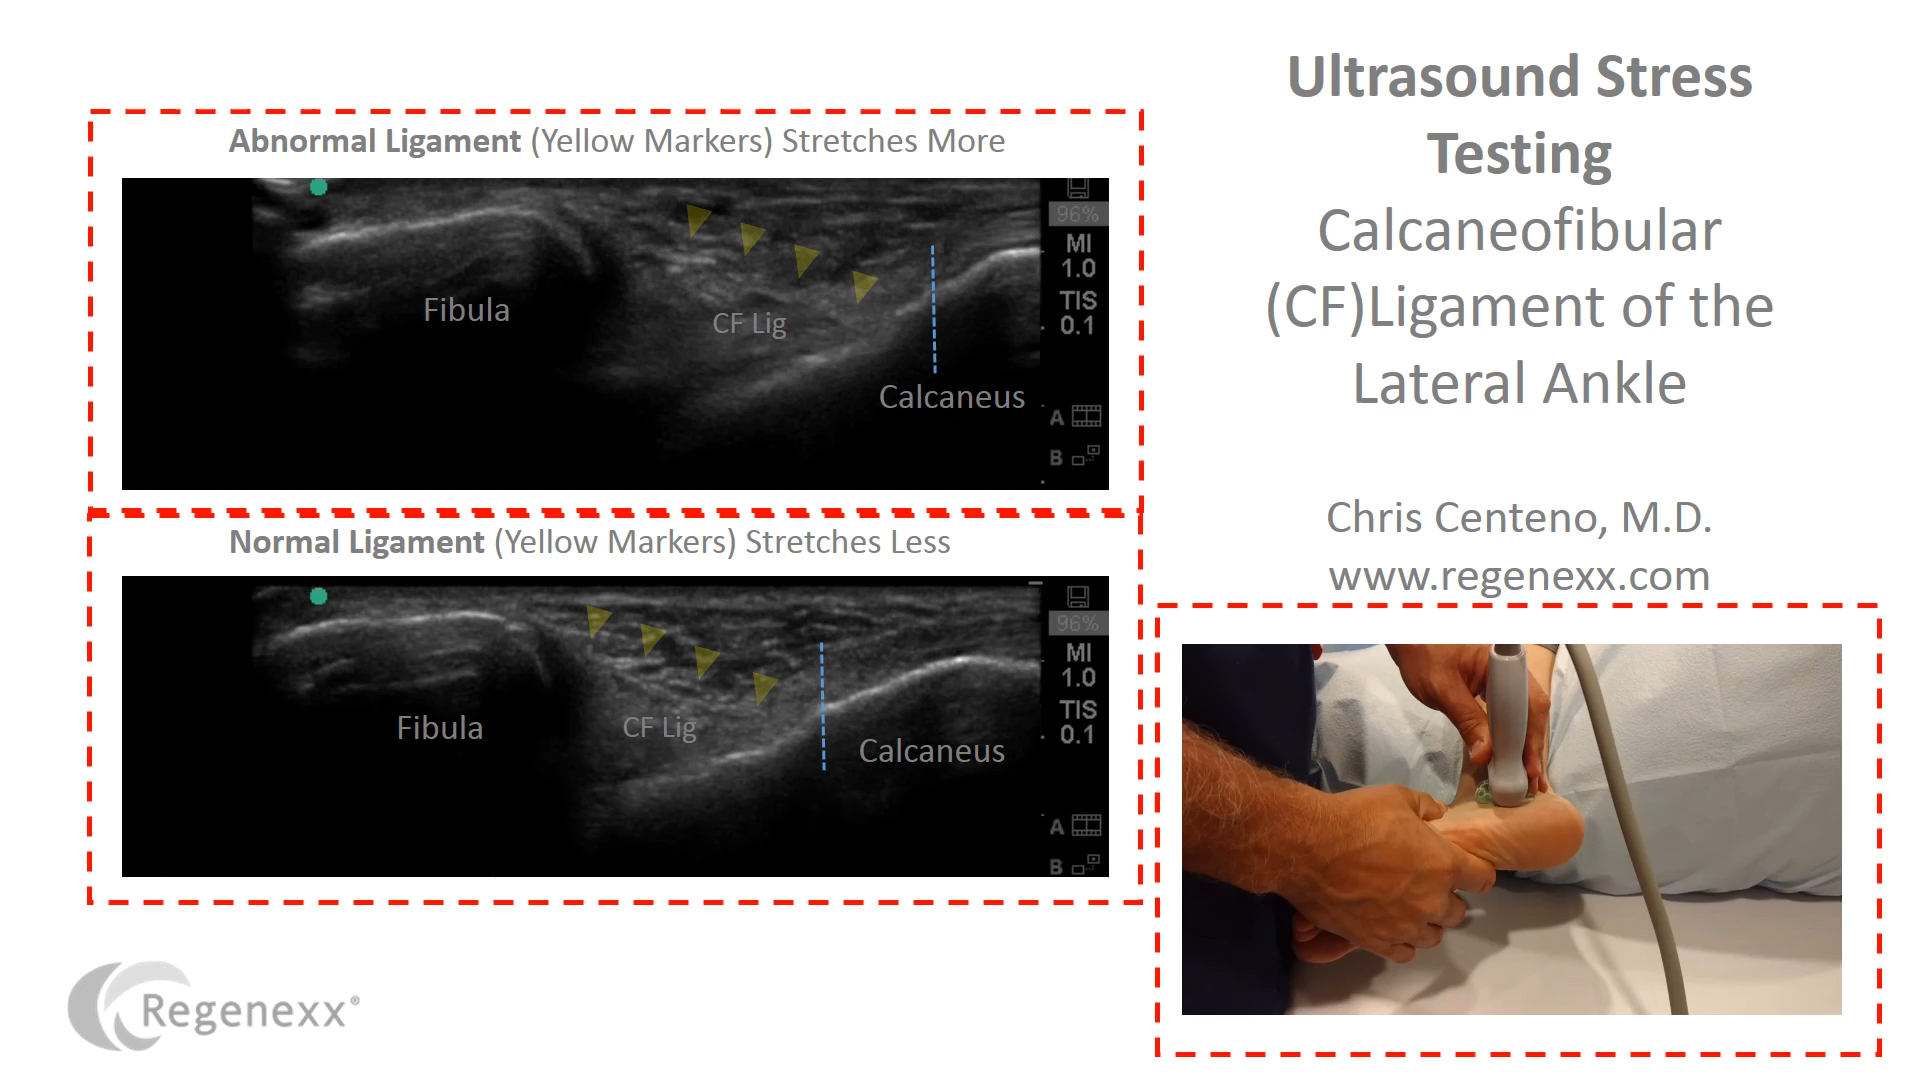 Abnormal Ligament (Yellow Markers) Stretches More
96%
MI
1.0
TIS
0.1
Fibula
CF Lig
Calcaneus
A
B
Normal Ligament (Yellow Markers) Stretches Less
96%
MI
1.0
TIS
0.1
Fibula
CF Lig
Calcaneus
A
B
Regenexx®
Ultrasound Stress
Testing
Calcaneofibular
(CF)Ligament of the
Lateral Ankle
Chris Centeno, M.D.
www.regenexx.com